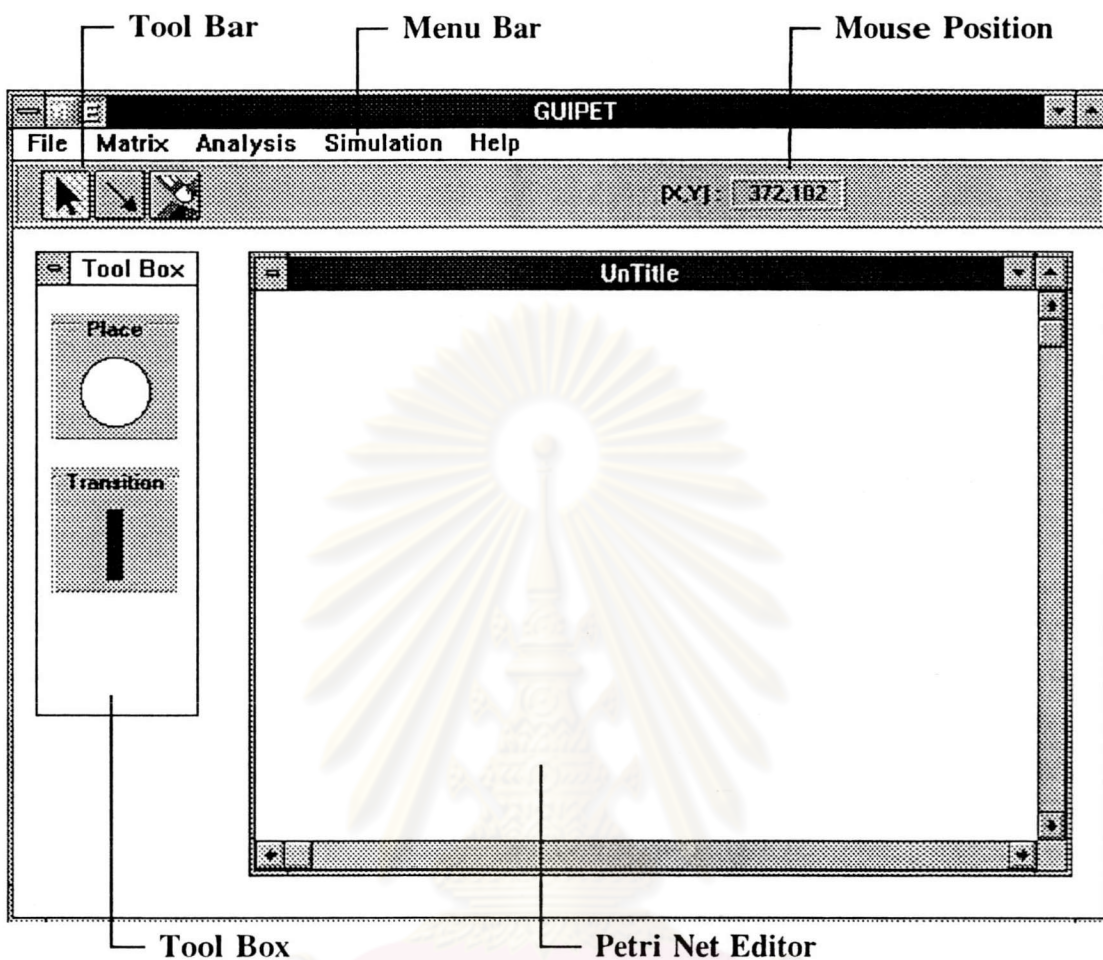 Tool Bar
Menu Bar
Mouse Position
GUIPET
File Matrix Analysis Simulation Help
[X,Y] : 372,102
Tool Box
UnTitle
Place
Transition
Tool Box
Petri Net Editor